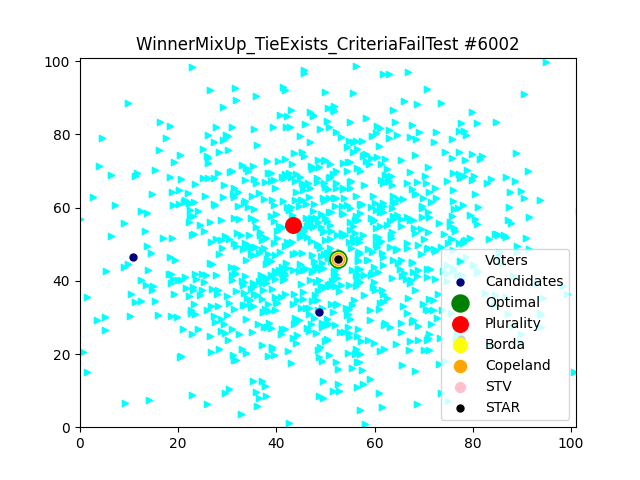 WinnerMixUp_TieExists_CriteriaFailTest #6002
100
80
60
40
20
0
0
20
40
60
80
100
Voters
Candidates
Optimal
Plurality
Borda
Copeland
STV
STAR